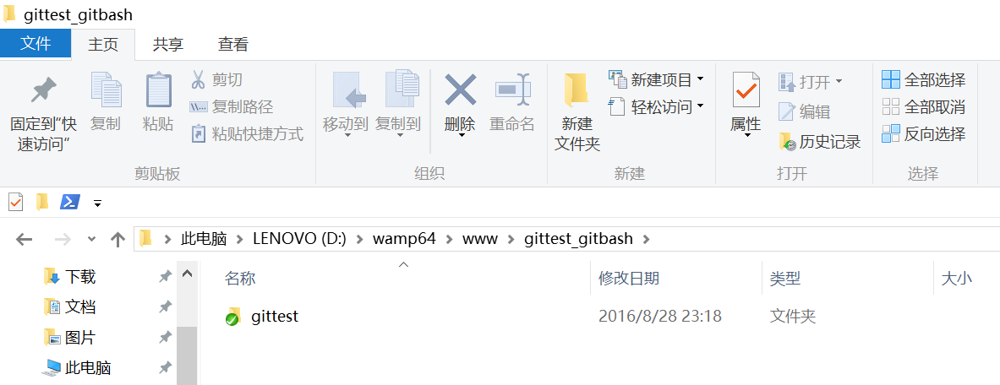 gittest_gitbash
文件 主页 共享 查看
固定到“快速访问”
复制
粘贴
剪切
复制路径
粘贴快捷方式
剪贴板
移动到
复制到
删除
重命名
组织
新建文件夹
新建项目
轻松访问
新建
属性
打开
编辑
历史记录
打开
全部选择
全部取消
反向选择
选择
此电脑 LENOVO (D:) wamp64 www gittest_gitbash
下载
文档
图片
此电脑
名称 修改日期 类型 大小
gittest 2016/8/28 23:18 文件夹